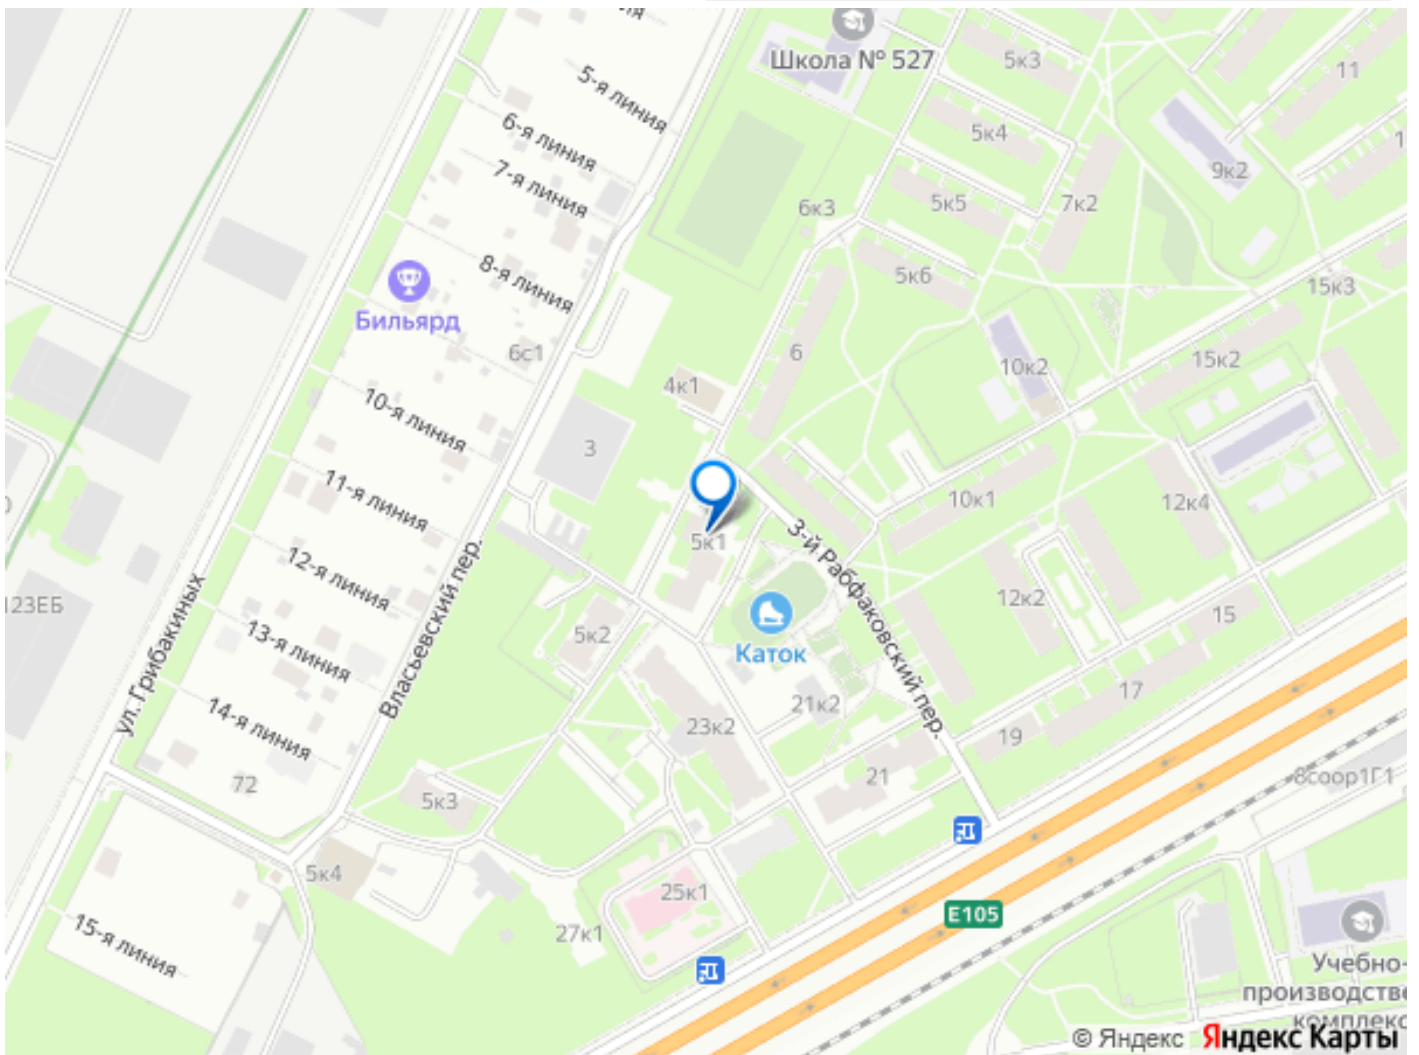 Школа № 527
5к3
11
5-я линия
6-я линия
5к4
9к2
7-я линия
6к3
5к5
7к2
8-я линия
5к6
15к3
Бильярд
6с1
6
10к2
15к2
4к1
10-я линия
3
11-я линия
10к1
12к4
3-й Рабфаковский пер.
5к1
12-я линия
Власьевский пер.
12к2
123ЕБ
ул. Грибакиных
13-я линия
5к2
Каток
15
14-я линия
21к2
17
23к2
19
72
21
8соор1Г1
5к3
5к4
25к1
Е105
15-я линия
27к1
Учебно-
производстве
комплекс
© Яндекс Яндекс Карты